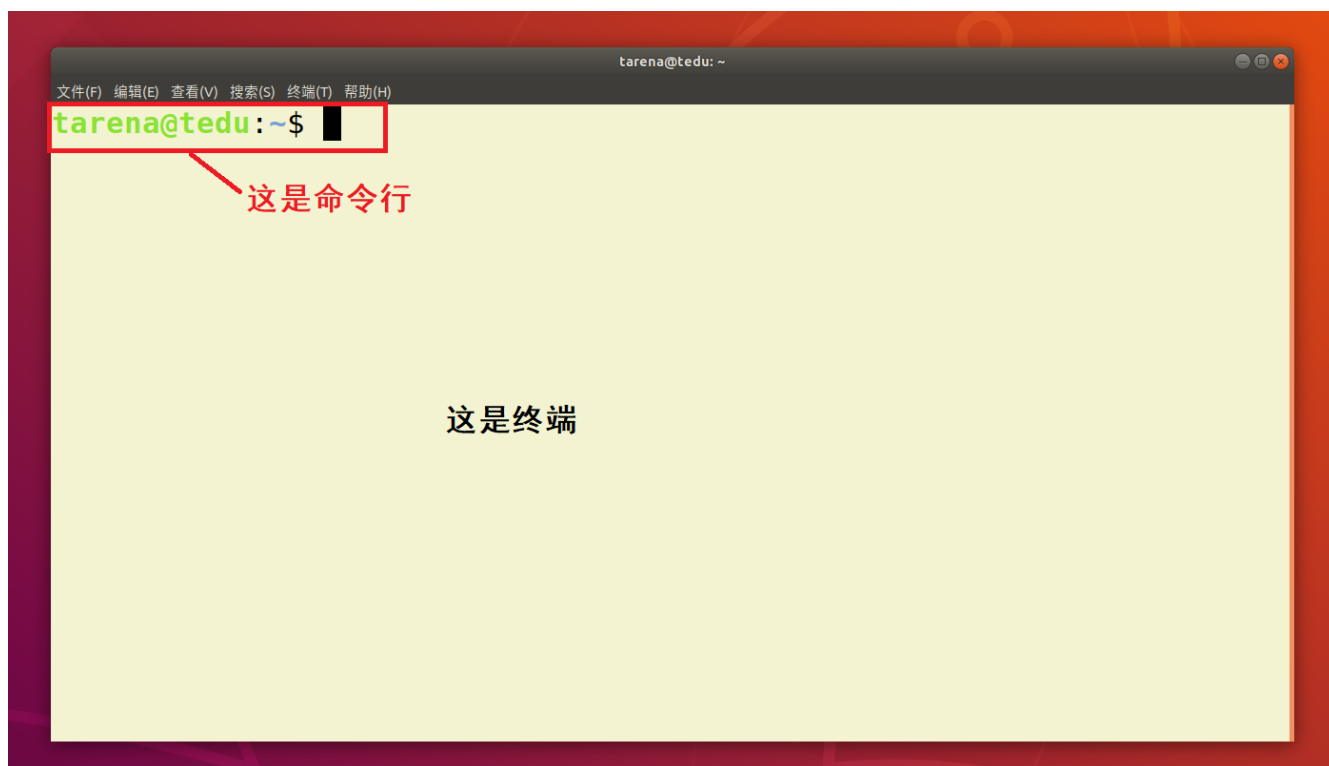 tarena@tedu: ~
文件(F) 编辑(E) 查看(V) 搜索(S) 终端(T) 帮助(H)
tarena@tedu:~$
这是命令行
这是终端